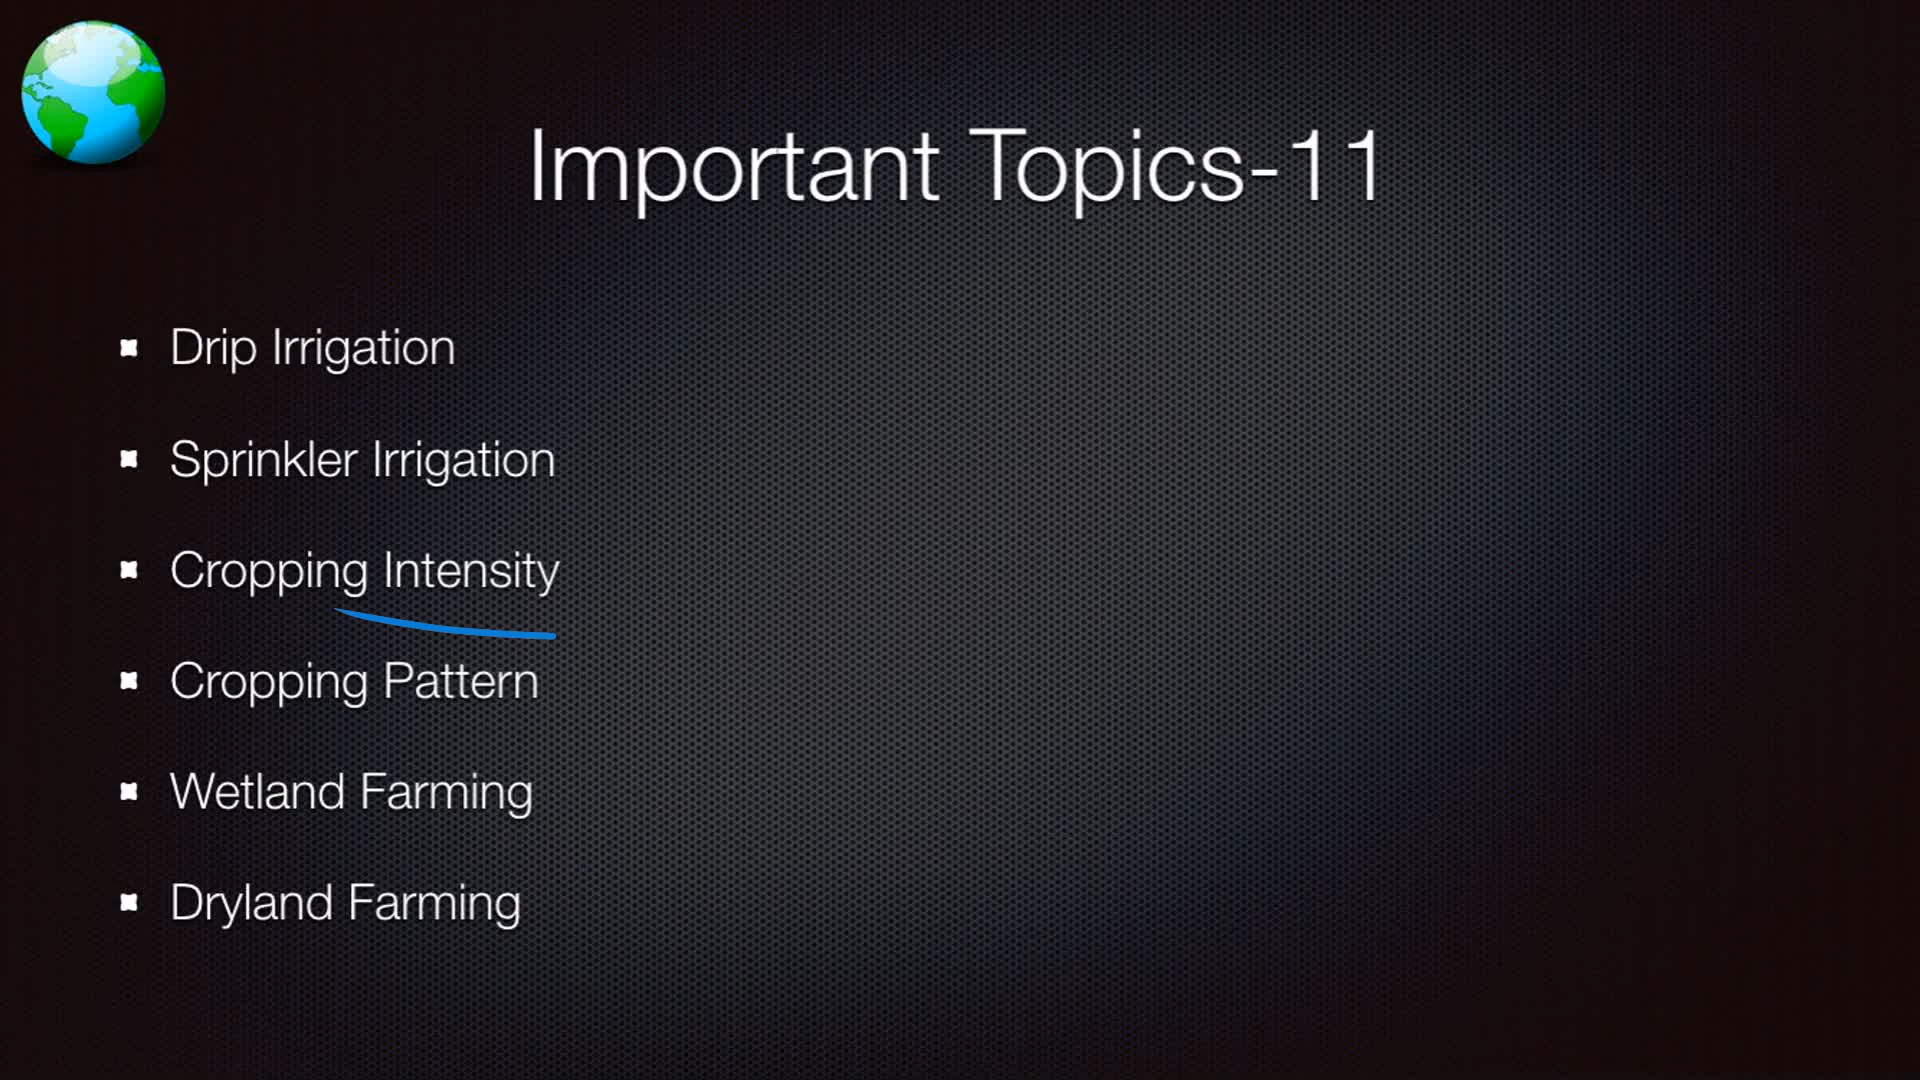 Important Topics-11
Drip Irrigation
Sprinkler Irrigation
Cropping Intensity
Cropping Pattern
Wetland Farming
Dryland Farming